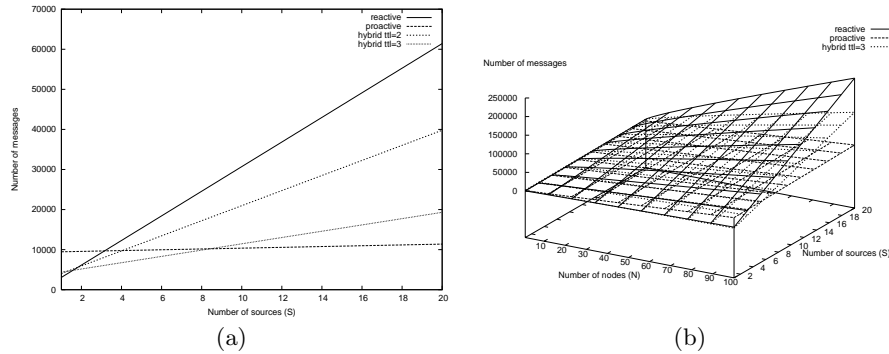 70000
60000
50000
40000
30000
20000
10000
0
Number of messages
2 4 6 8 10 12 14 16 18 20
Number of sources (S)
reactive
proactive
hybrid ttl=2
hybrid ttl=3
(a)
reactive
proactive
hybrid ttl=3
Number of messages
250000
200000
150000
100000
50000
0
10 20 30 40 50 60 70 80 90 100
Number of nodes (N)
2 4 6 8 10 12 14 16 18 20
Number of sources (S)
(b)